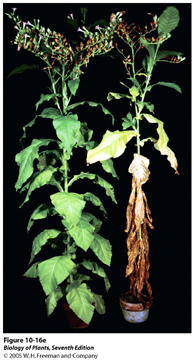 Figure 10-16e
Biology of Plants, Seventh Edition
© 2005 W.H. Freeman and Company